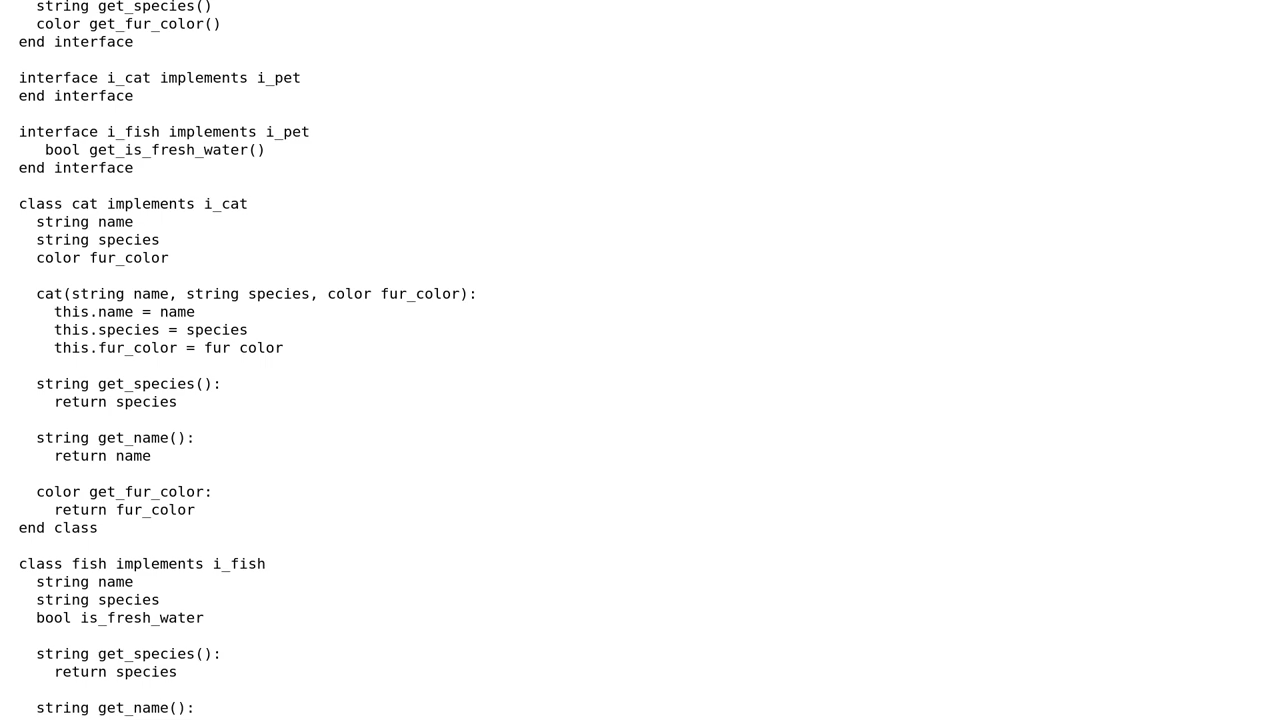 string get_species()
  color get_fur_color()
end interface

interface i_cat implements i_pet
end interface

interface i_fish implements i_pet
   bool get_is_fresh_water()
end interface

class cat implements i_cat
  string name
  string species
  color fur_color

  cat(string name, string species, color fur_color):
    this.name = name
    this.species = species
    this.fur_color = fur color

  string get_species():
    return species

  string get_name():
    return name

  color get_fur_color:
    return fur_color
end class

class fish implements i_fish
  string name
  string species
  bool is_fresh_water

  string get_species():
    return species

  string get_name():